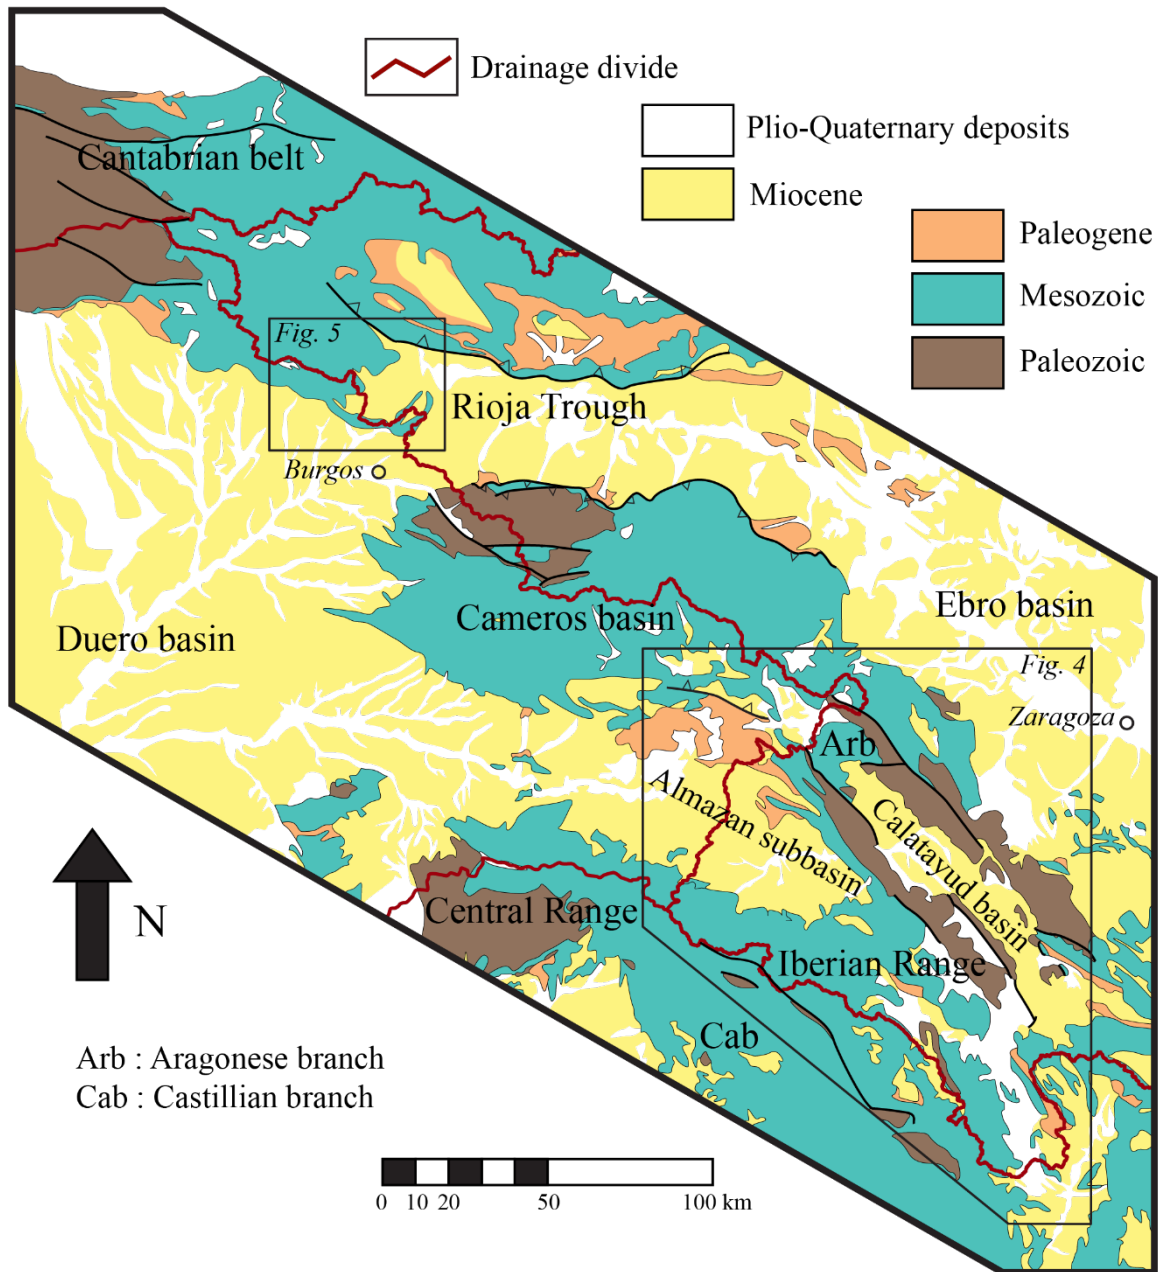 Drainage divide
Plio-Quaternary deposits
Miocene
Paleogene
Mesozoic
Paleozoic
Cantabrian belt
Fig. 5
Rioja Trough
Burgos
Duero basin
Cameros basin
Ebro basin
Fig. 4
Zaragoza
Arb
Almazan subbasin
Calatayud basin
Central Range
Iberian Range
N
Cab
Arb : Aragonese branch
Cab : Castillian branch
0 10 20 50 100 km